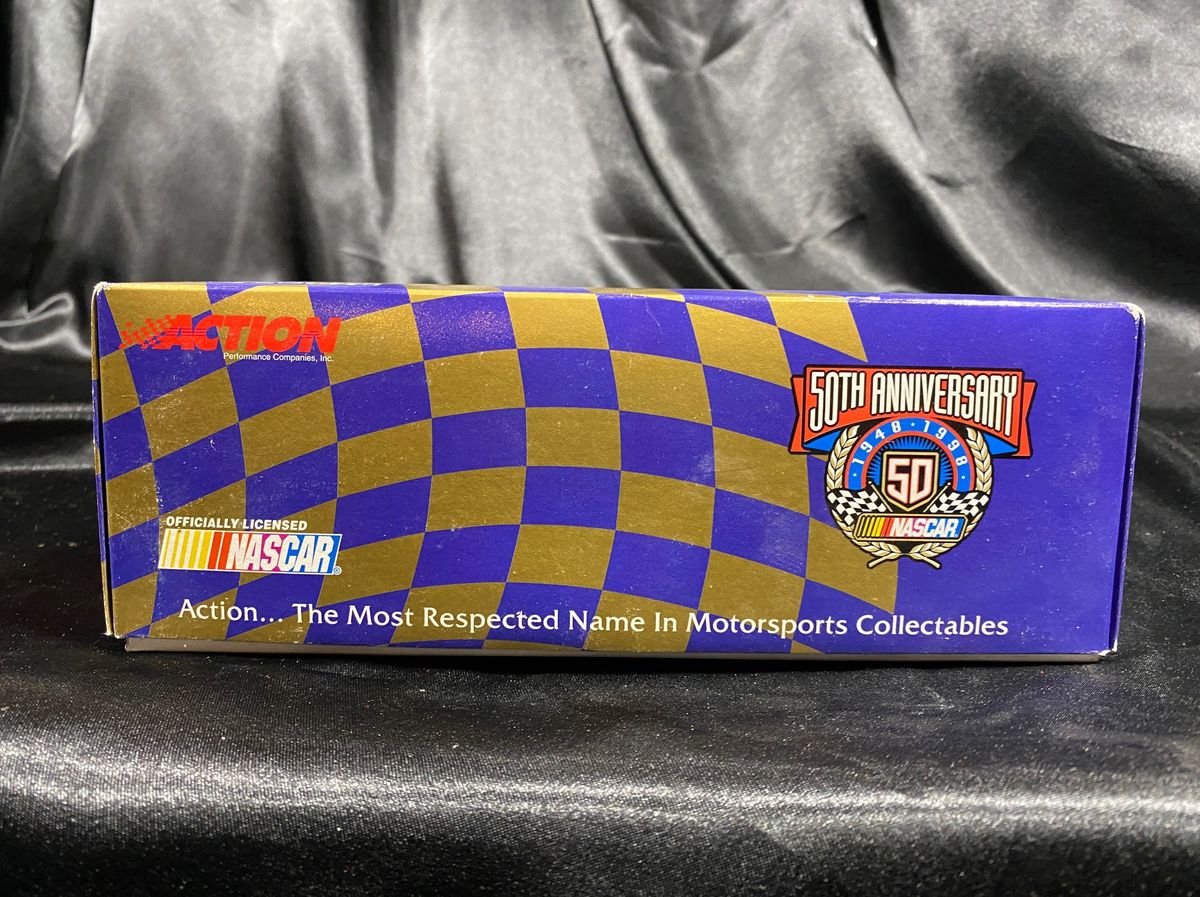 ACTION
Performance Companies, Inc.
50TH ANNIVERSARY
1948 • 1998
50
NASCAR
OFFICIALLY LICENSED
NASCAR®
Action... The Most Respected Name In Motorsports Collectables